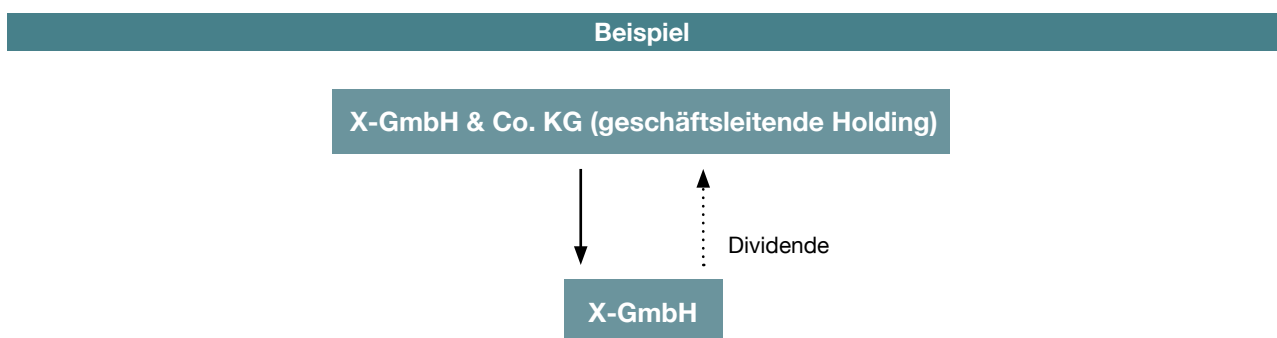 Beispiel
X-GmbH & Co. KG (geschäftsleitende Holding)
Dividende
X-GmbH